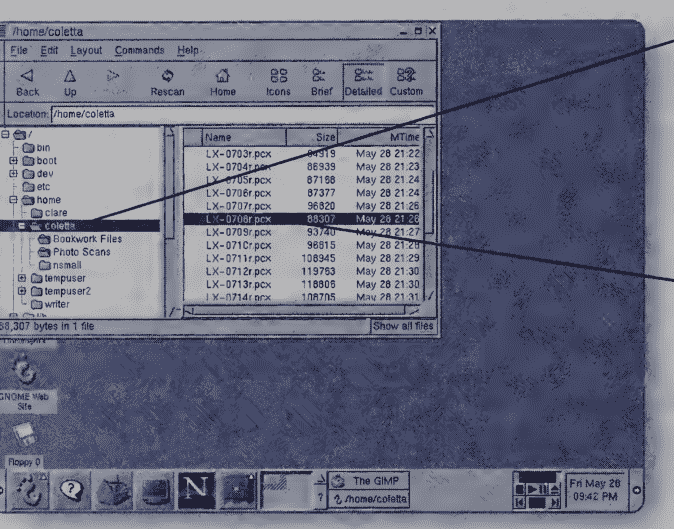 /home/coletta
File Edit Layout Commands Help
Back Up Rescan Home Icons Brief Detailed Custom
Location: /home/coletta
/
bin
boot
dev
etc
home
clare
coletta
Bookwork Files
Photo Scans
nsmall
tempuser
tempuser2
writer
lib
Name Size MTime
LX-0703r.pcx 84919 May 28 21:22
LX-0704r.pcx 86939 May 28 21:23
LX-0705r.pcx 87168 May 28 21:24
LX-0706r.pcx 87377 May 28 21:24
LX-0707r.pcx 96820 May 28 21:26
LX-0708r.pcx 88307 May 28 21:26
LX-0709r.pcx 93740 May 28 21:27
LX-0710r.pcx 98615 May 28 21:29
LX-0711r.pcx 108945 May 28 21:29
LX-0712r.pcx 119763 May 28 21:30
LX-0713r.pcx 118806 May 28 21:30
LX-0714r.pcx 108705 May 28 21:31
88,307 bytes in 1 file Show all files
GNOME Web
Site
Floppy 0
N
The GIMP
?
/home/coletta
Fri May 28
09:42 PM